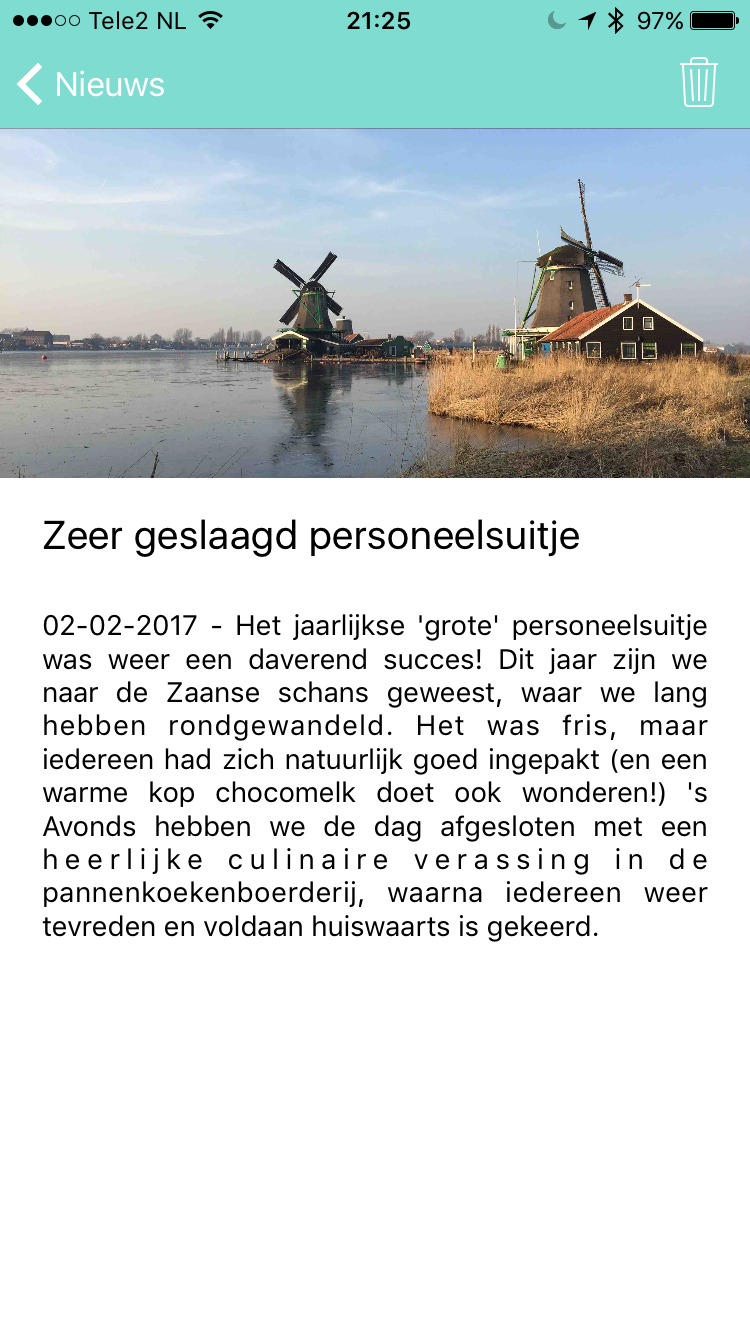 Tele2 NL 21:25 97%
Nieuws
Zeer geslaagd personeelsuitje
02-02-2017 - Het jaarlijkse 'grote' personeelsuitje
was weer een daverend succes! Dit jaar zijn we
naar de Zaanse schans geweest, waar we lang
hebben rondgewandeld. Het was fris, maar
iedereen had zich natuurlijk goed ingepakt (en een
warme kop chocomelk doet ook wonderen!) 's
Avonds hebben we de dag afgesloten met een
heerlijke culinaire verassing in de
pannenkoekenboerderij, waarna iedereen weer
tevreden en voldaan huiswaarts is gekeerd.